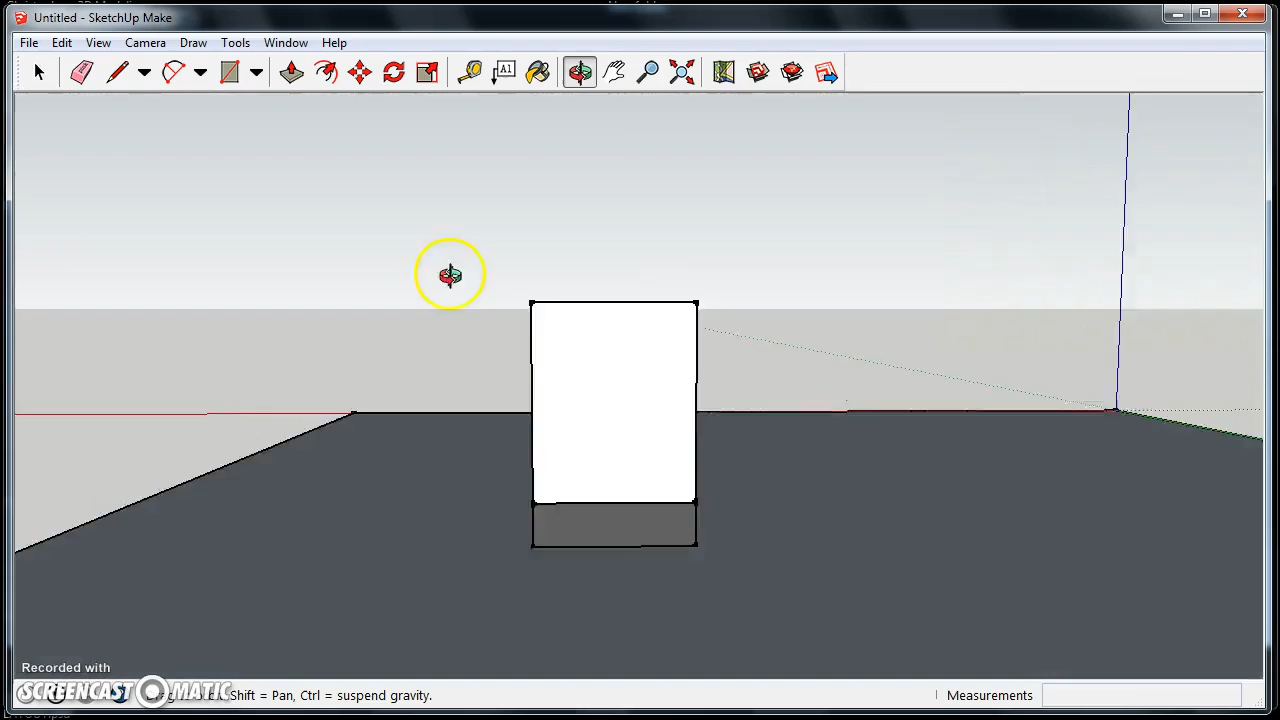 Untitled - SketchUp Make
File Edit View Camera Draw Tools Window Help
A1
Recorded with
SCREENCAST MATIC
Shift = Pan, Ctrl = suspend gravity.
Measurements